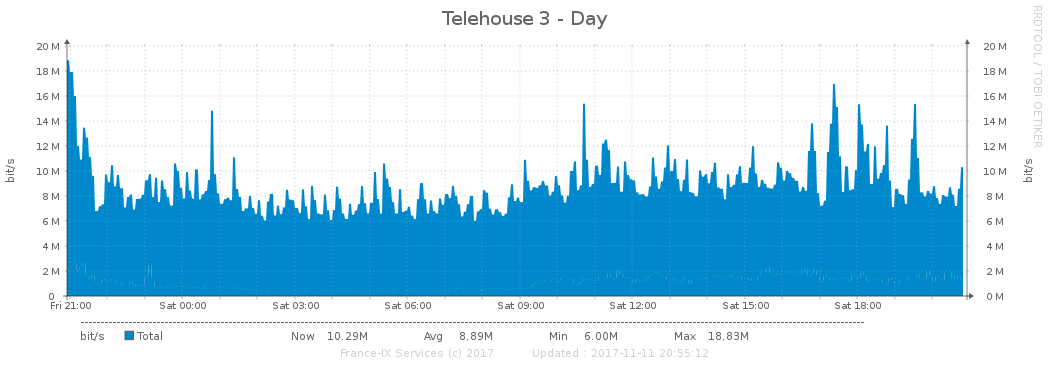 Telehouse 3 - Day
RRDTOOL / TOBI OETIKER
20 M 20 M
18 M 18 M
16 M 16 M
14 M 14 M
12 M 12 M
10 M 10 M
8 M 8 M
6 M 6 M
4 M 4 M
2 M 2 M
0 0 M
bit/s bit/s
Fri 21:00 Sat 00:00 Sat 03:00 Sat 06:00 Sat 09:00 Sat 12:00 Sat 15:00 Sat 18:00
bit/s Total Now 10.29M Avg 8.89M Min 6.00M Max 18.83M
France-IX Services (c) 2017 Updated : 2017-11-11 20:55:12